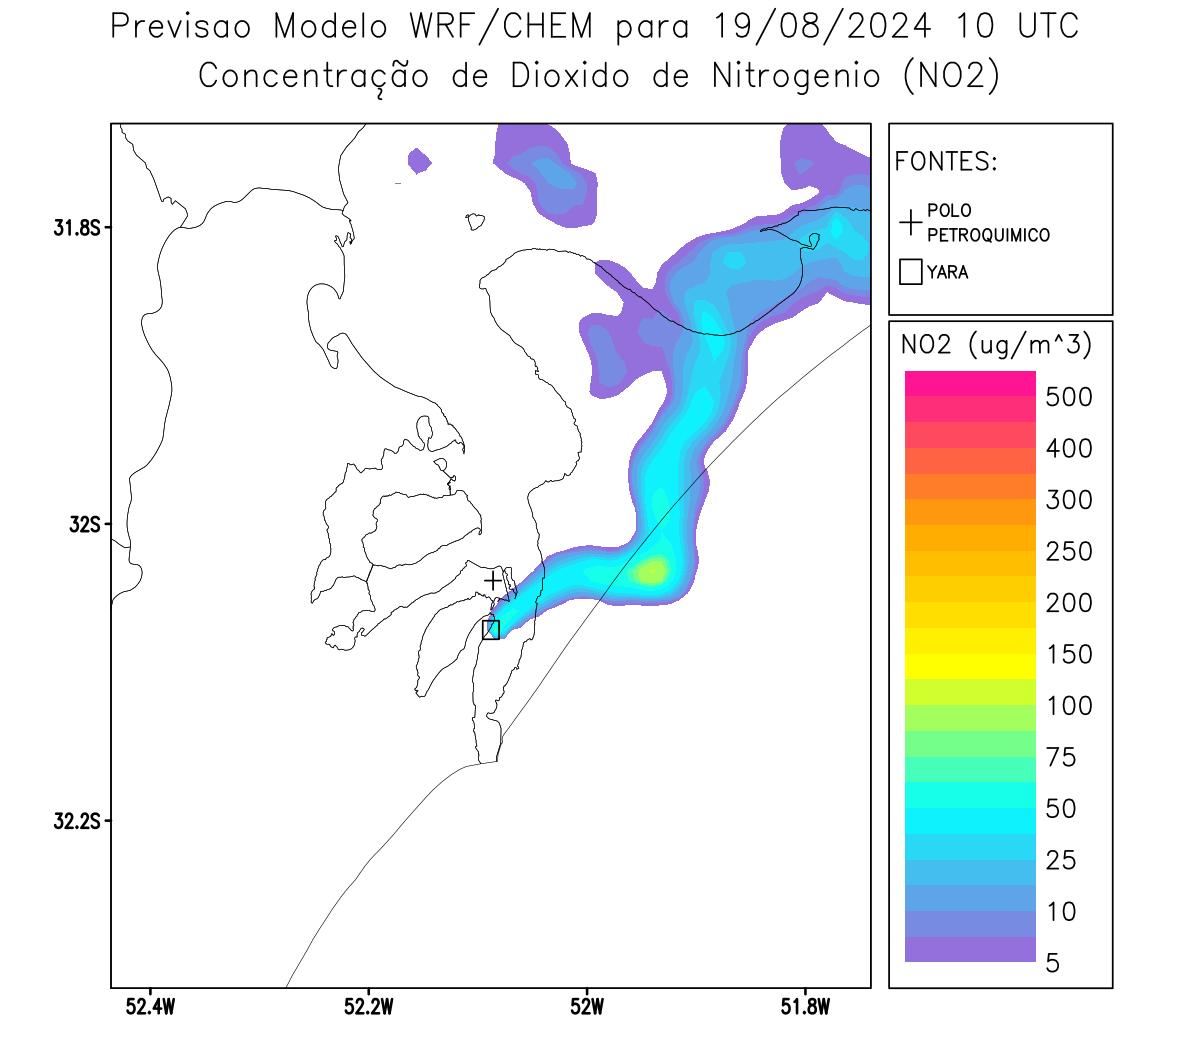 Previsao Modelo WRF/CHEM para 19/08/2024 10 UTC
Concentração de Dioxido de Nitrogenio (NO2)
FONTES:
POLO
PETROQUIMICO
YARA
NO2 (ug/m^3)
500
400
300
250
200
150
100
75
50
25
10
5
31.8S
32S
32.2S
52.4W
52.2W
52W
51.8W